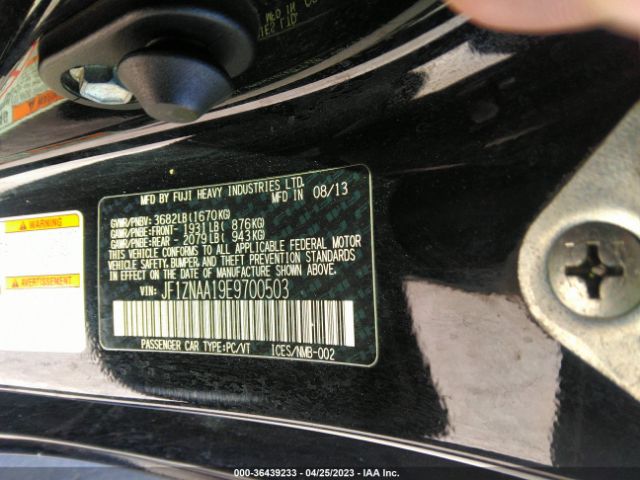 MFD BY FUJI HEAVY INDUSTRIES LTD.
MFD IN 08/13
GVWR/PNBV: 3682LB(1670KG)
GAWR/PNBE:FRONT- 1931LB( 876KG)
GAWR/PNBE:REAR - 2079LB( 943KG)
THIS VEHICLE CONFORMS TO ALL APPLICABLE FEDERAL MOTOR
VEHICLE SAFETY, BUMPER AND THEFT PREVENTION STANDARDS
IN EFFECT ON THE DATE OF MANUFACTURE SHOWN ABOVE.
VIN: JF1ZNAA19E9700503
PASSENGER CAR TYPE:PC/VT ICES/NMB-002
000-36439233 - 04/25/2023 - IAA Inc.